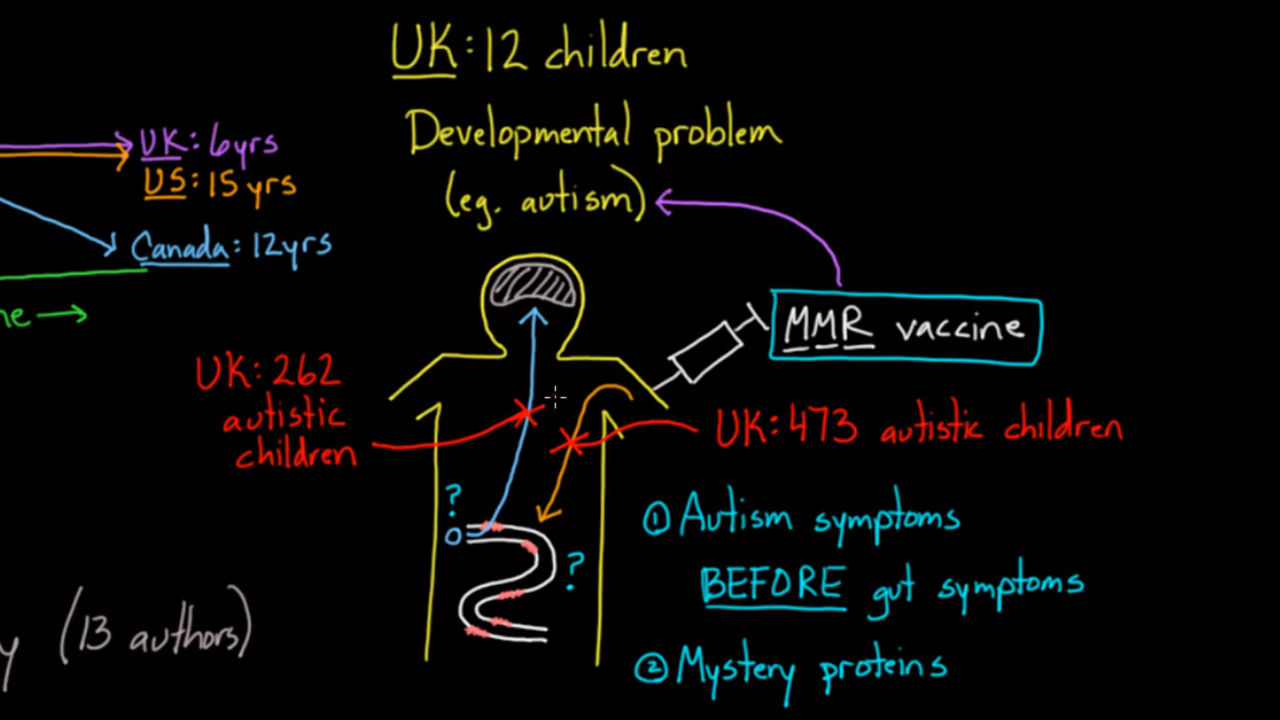 UK: 12 children
Developmental problem
(eg. autism)
UK: 6yrs
US: 15 yrs
Canada: 12yrs
ne →
MMR vaccine
UK: 262
autistic
children
UK: 473 autistic children
?
?
① Autism symptoms
BEFORE gut symptoms
② Mystery proteins
y (13 authors)